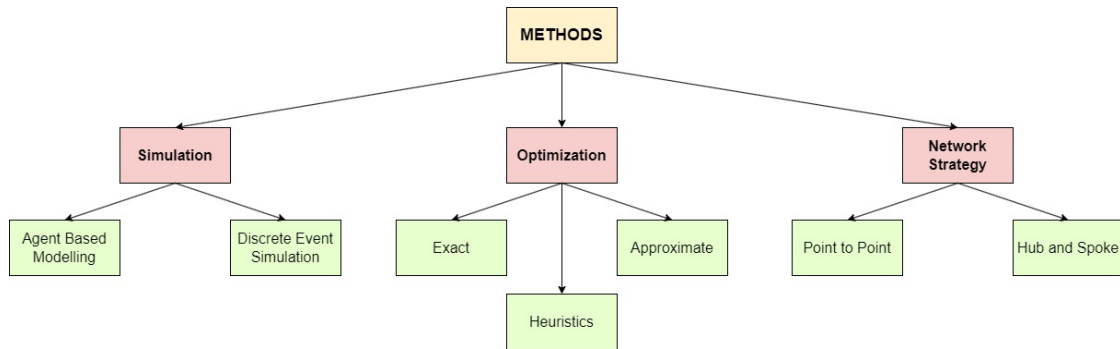 METHODS
Simulation
Optimization
Network
Strategy
Agent Based
Modelling
Discrete Event
Simulation
Exact
Approximate
Point to Point
Hub and Spoke
Heuristics